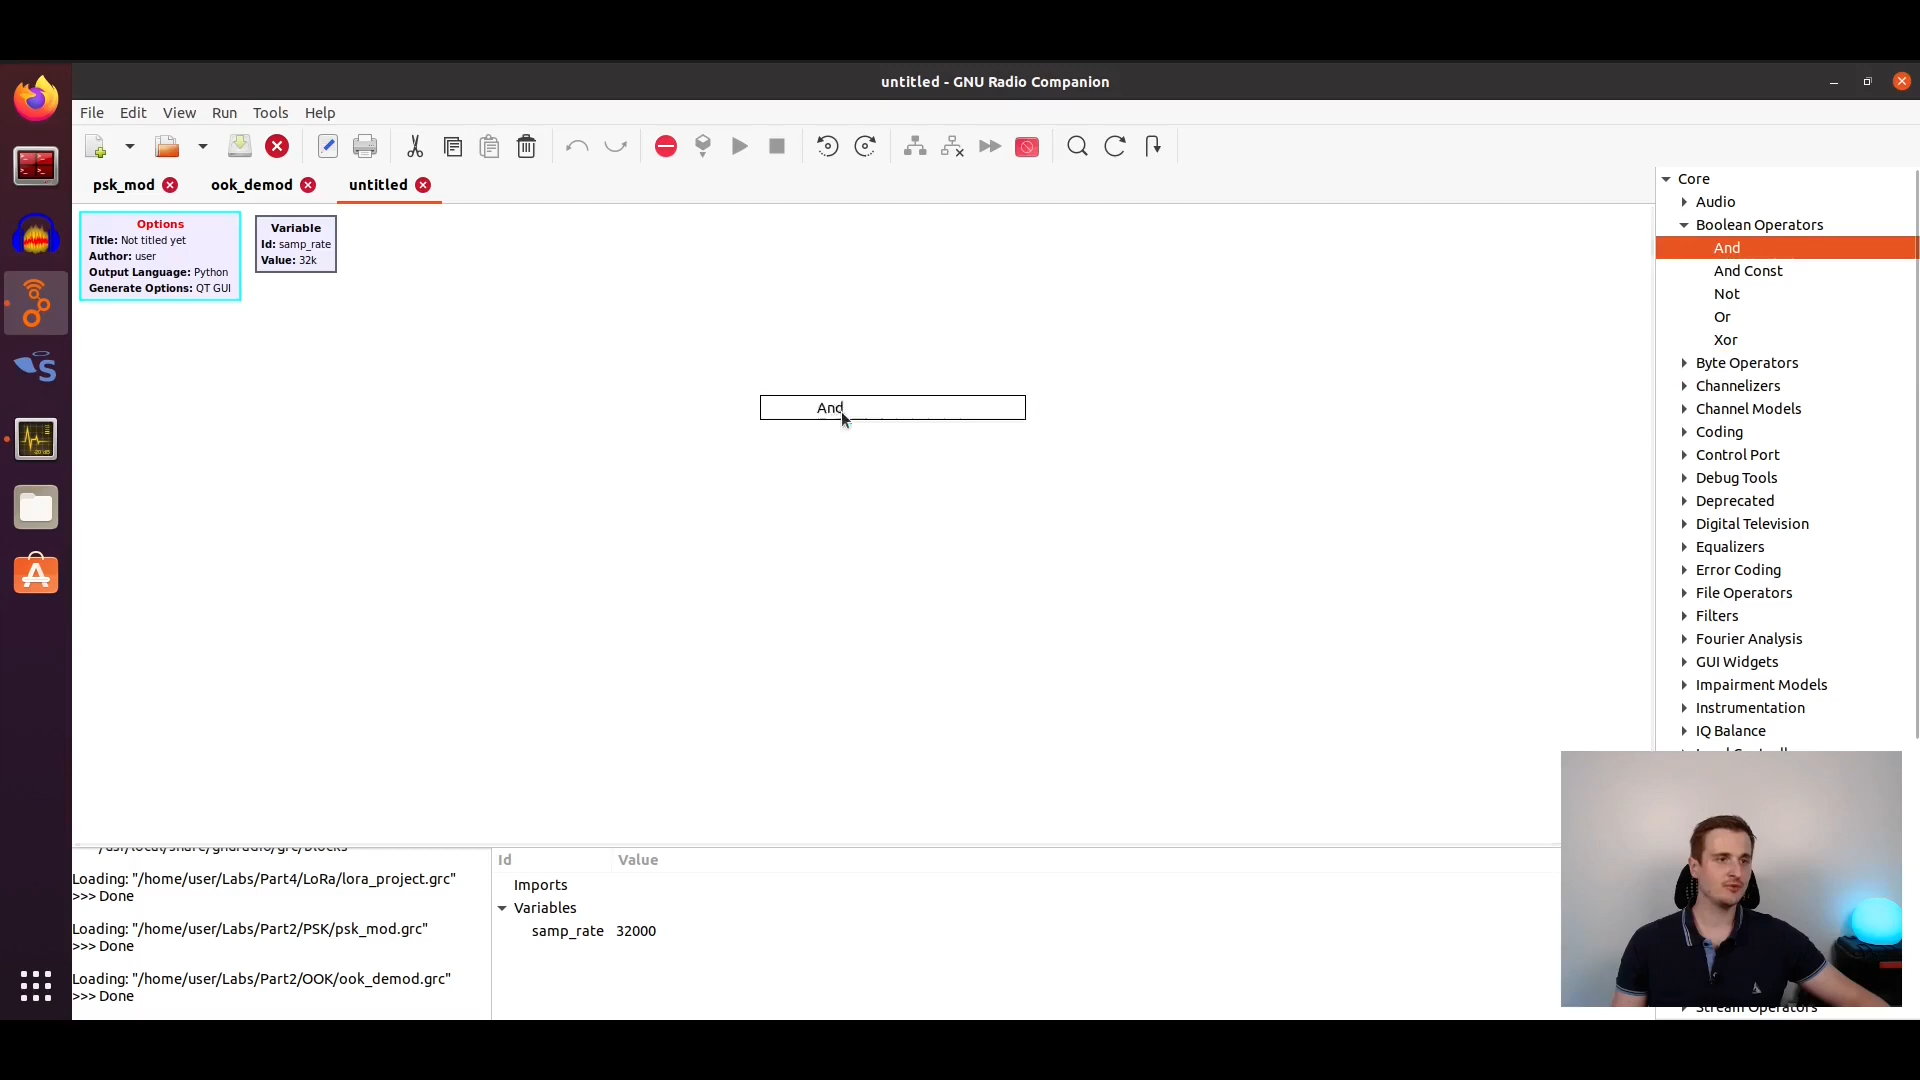 untitled - GNU Radio Companion
File Edit View Run Tools Help
psk_mod ook_demod untitled
Options
Title: Not titled yet
Author: user
Output Language: Python
Generate Options: QT GUI
Variable
Id: samp_rate
Value: 32k
And
Core
Audio
Boolean Operators
And
And Const
Not
Or
Xor
Byte Operators
Channelizers
Channel Models
Coding
Control Port
Debug Tools
Deprecated
Digital Television
Equalizers
Error Coding
File Operators
Filters
Fourier Analysis
GUI Widgets
Impairment Models
Instrumentation
IQ Balance
Stream Operators
Loading: "/home/user/Labs/Part4/LoRa/lora_project.grc"
>>> Done
Loading: "/home/user/Labs/Part2/PSK/psk_mod.grc"
>>> Done
Loading: "/home/user/Labs/Part2/OOK/ook_demod.grc"
>>> Done
Id Value
Imports
Variables
samp_rate 32000